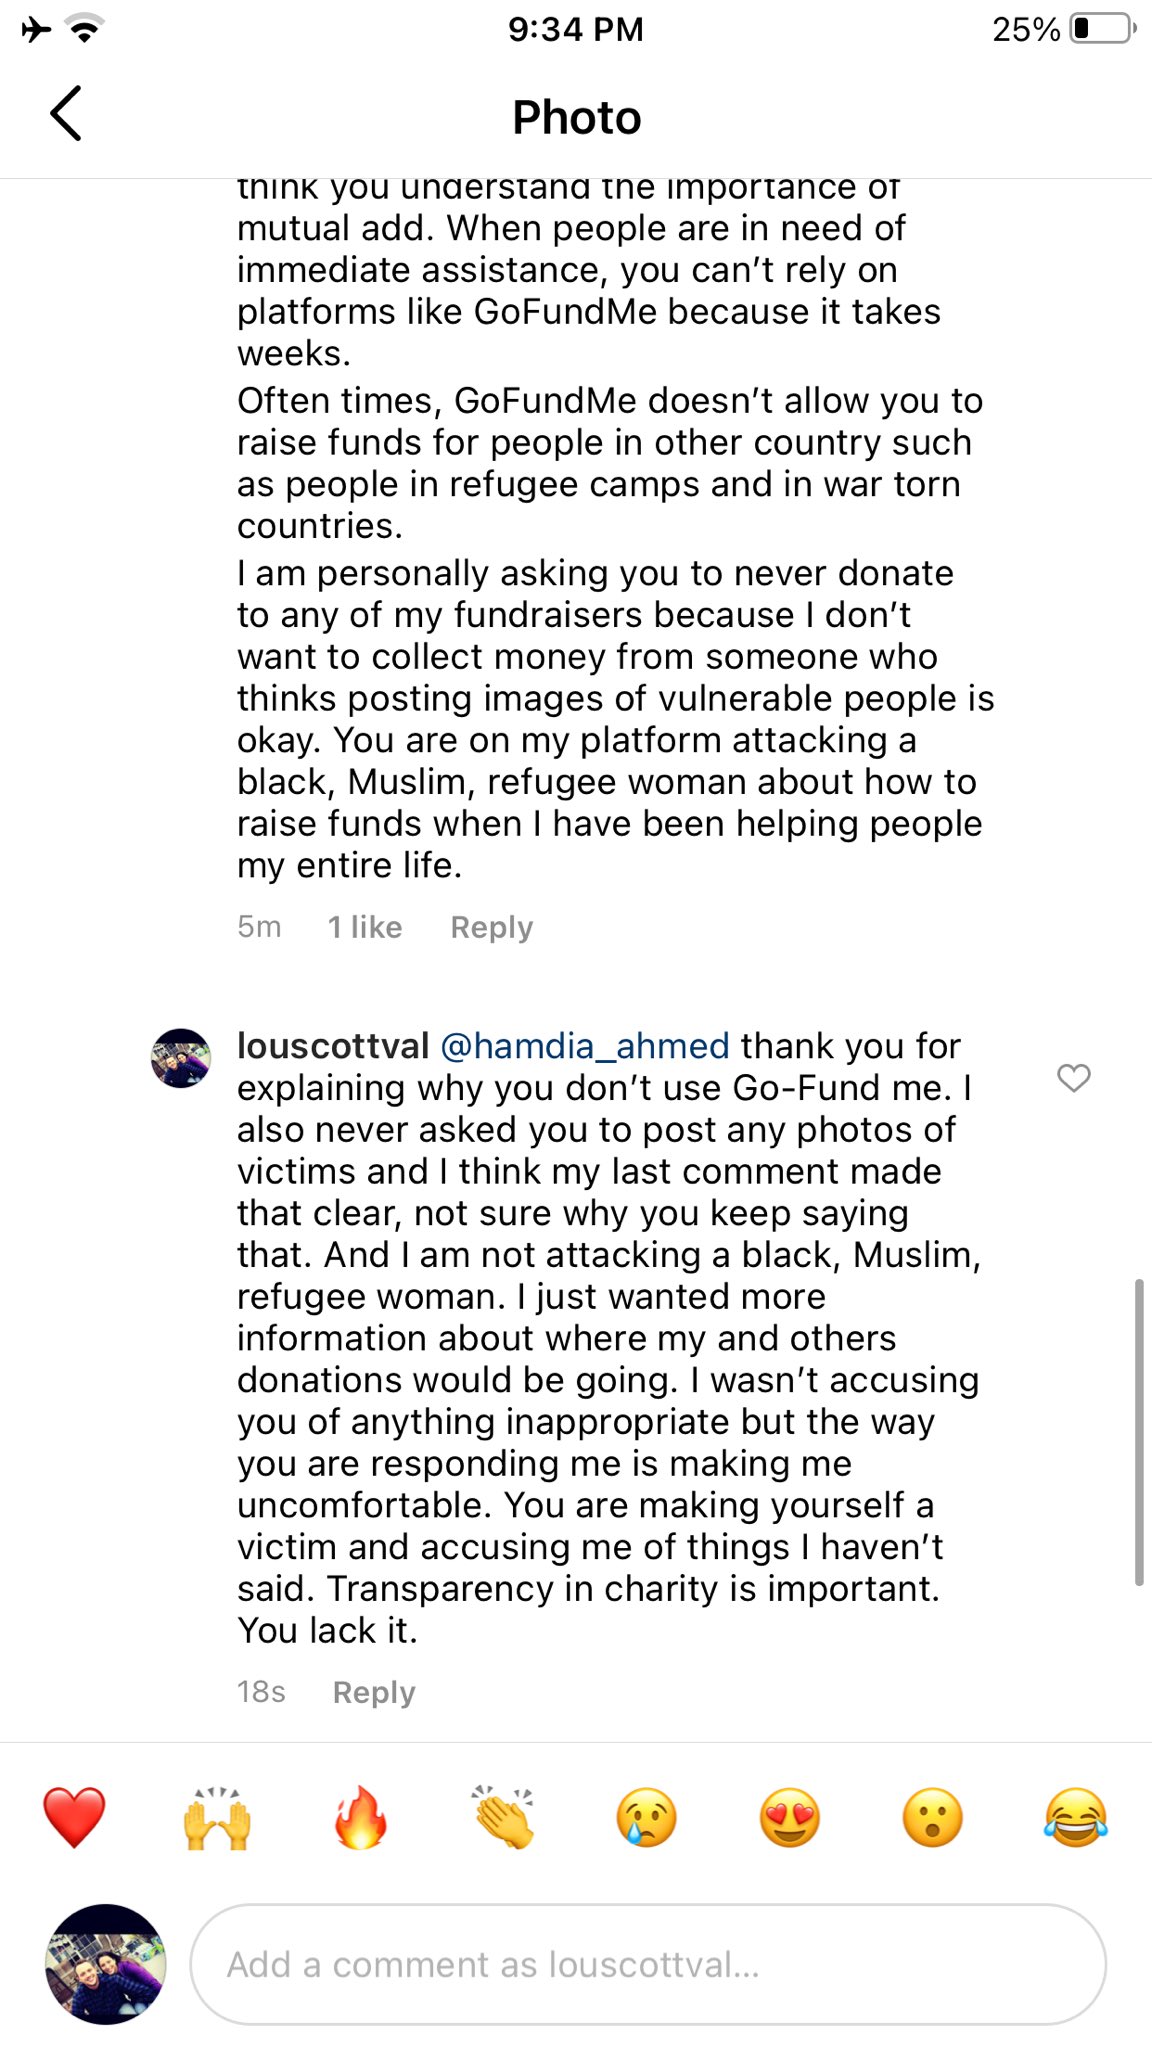 9:34 PM
25%
Photo
think you understand the importance of
mutual add. When people are in need of
immediate assistance, you can’t rely on
platforms like GoFundMe because it takes
weeks.
Often times, GoFundMe doesn’t allow you to
raise funds for people in other country such
as people in refugee camps and in war torn
countries.
I am personally asking you to never donate
to any of my fundraisers because I don’t
want to collect money from someone who
thinks posting images of vulnerable people is
okay. You are on my platform attacking a
black, Muslim, refugee woman about how to
raise funds when I have been helping people
my entire life.
5m 1 like Reply
louscottval @hamdia_ahmed thank you for
explaining why you don’t use Go-Fund me. I
also never asked you to post any photos of
victims and I think my last comment made
that clear, not sure why you keep saying
that. And I am not attacking a black, Muslim,
refugee woman. I just wanted more
information about where my and others
donations would be going. I wasn’t accusing
you of anything inappropriate but the way
you are responding me is making me
uncomfortable. You are making yourself a
victim and accusing me of things I haven’t
said. Transparency in charity is important.
You lack it.
18s Reply
Add a comment as louscottval...